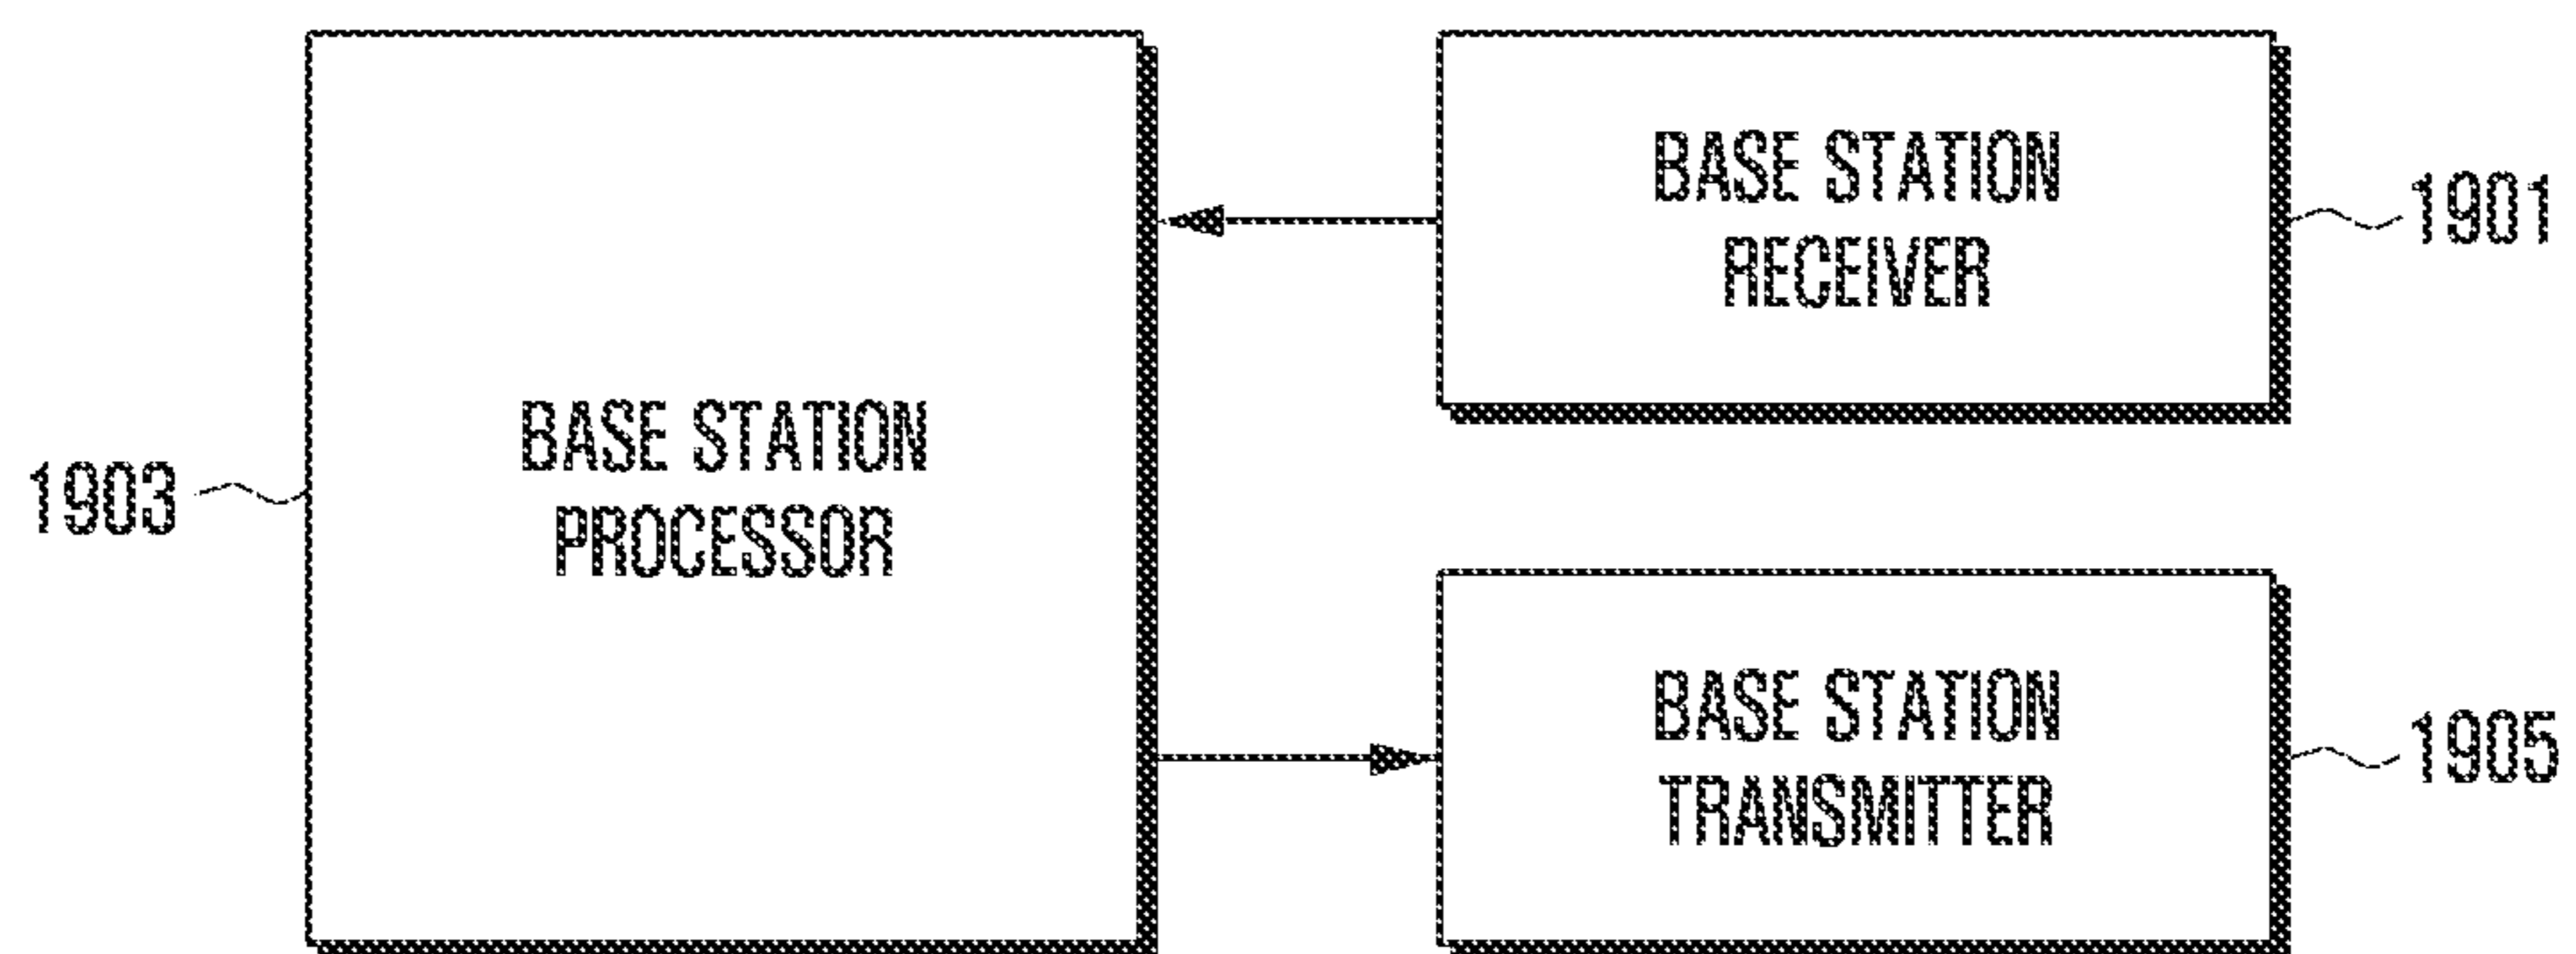 BASE STATION
RECEIVER
1901
BASE STATION
PROCESSOR
1903
BASE STATION
TRANSMITTER
1905